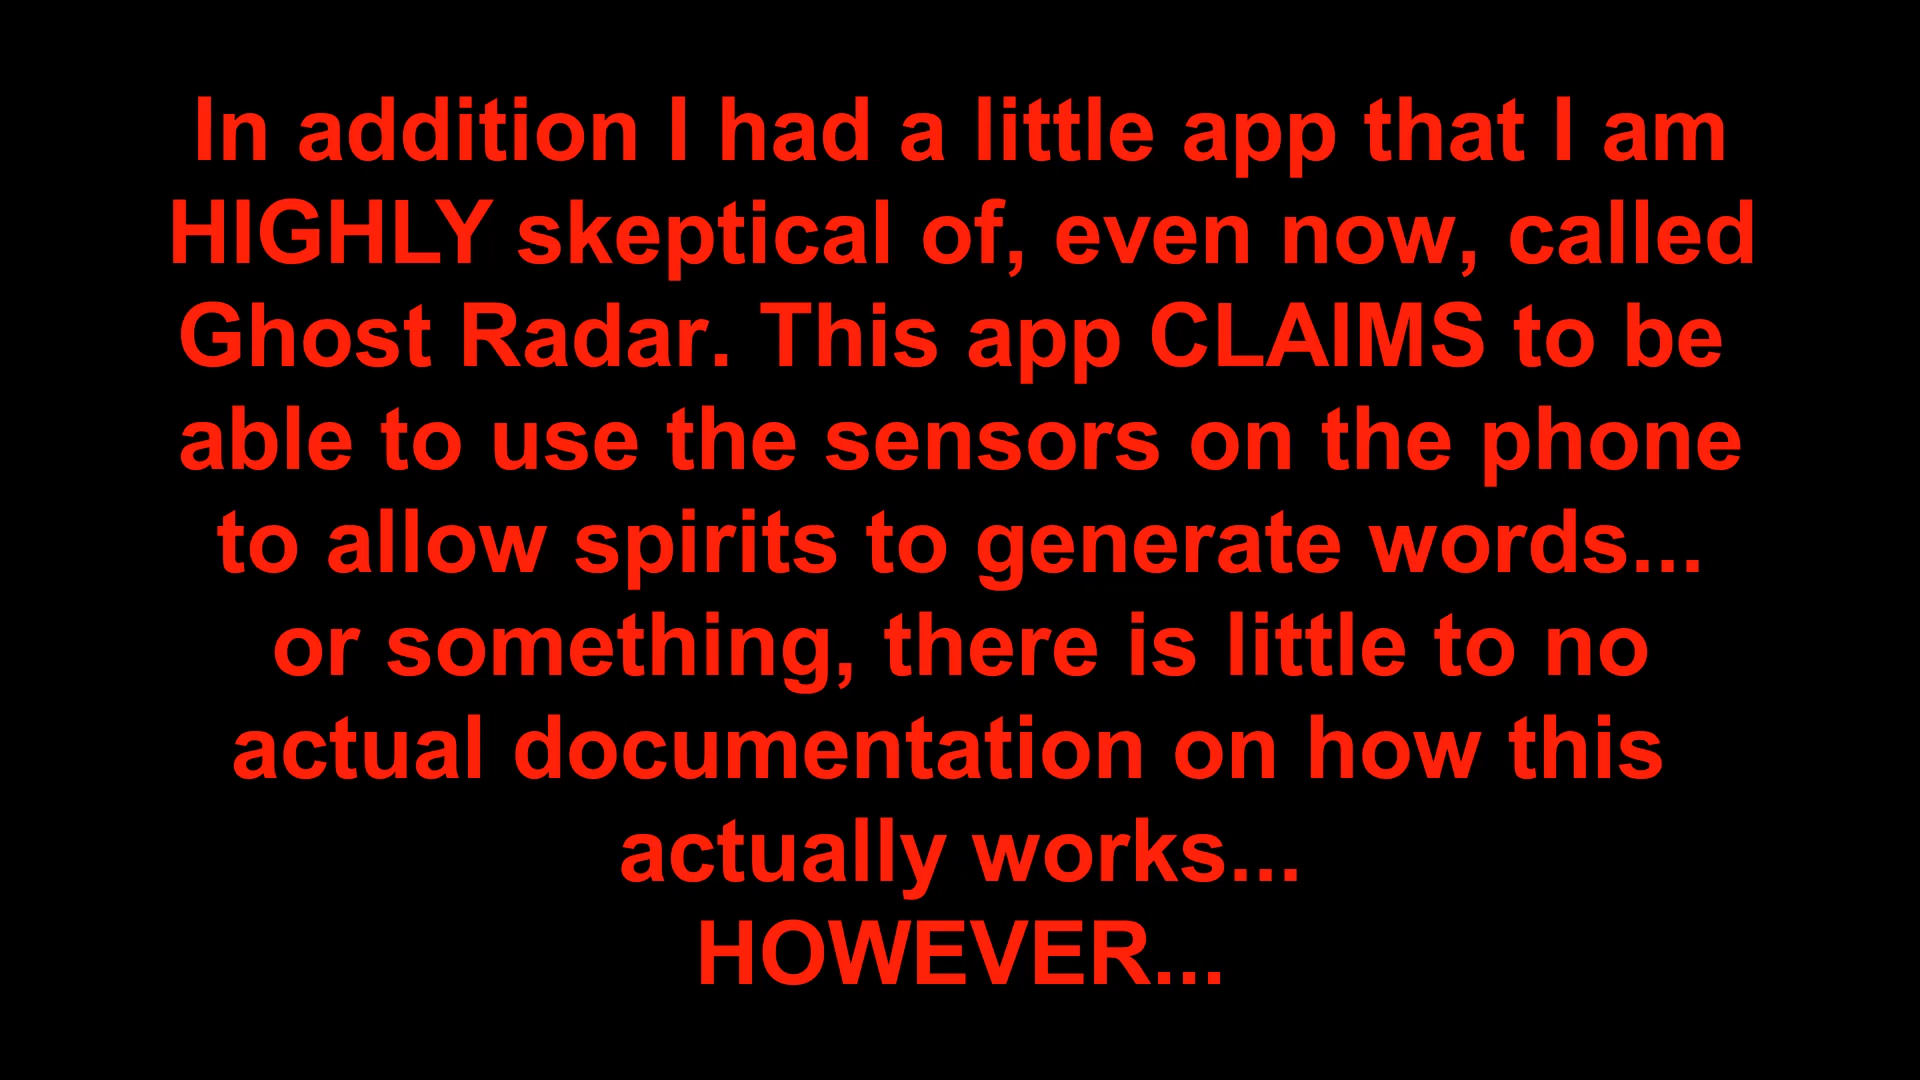 In addition I had a little app that I am
HIGHLY skeptical of, even now, called
Ghost Radar. This app CLAIMS to be
able to use the sensors on the phone
to allow spirits to generate words...
or something, there is little to no
actual documentation on how this
actually works...
HOWEVER...